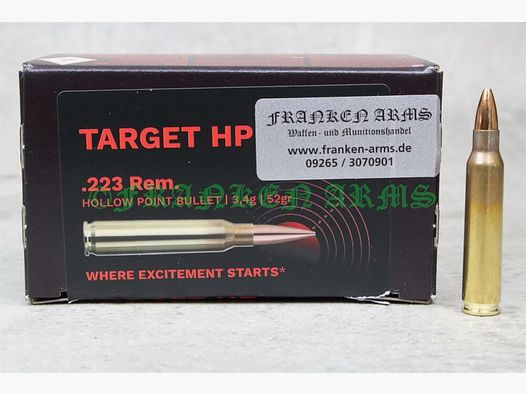 FRANKEN ARMS
Waffen- und Munitionshandel
www.franken-arms.de
09265 / 3070901
TARGET HP
.223 Rem.
HOLLOW POINT BULLET | 3,4g | 52gr
FRANKEN ARMS
WHERE EXCITEMENT STARTS*